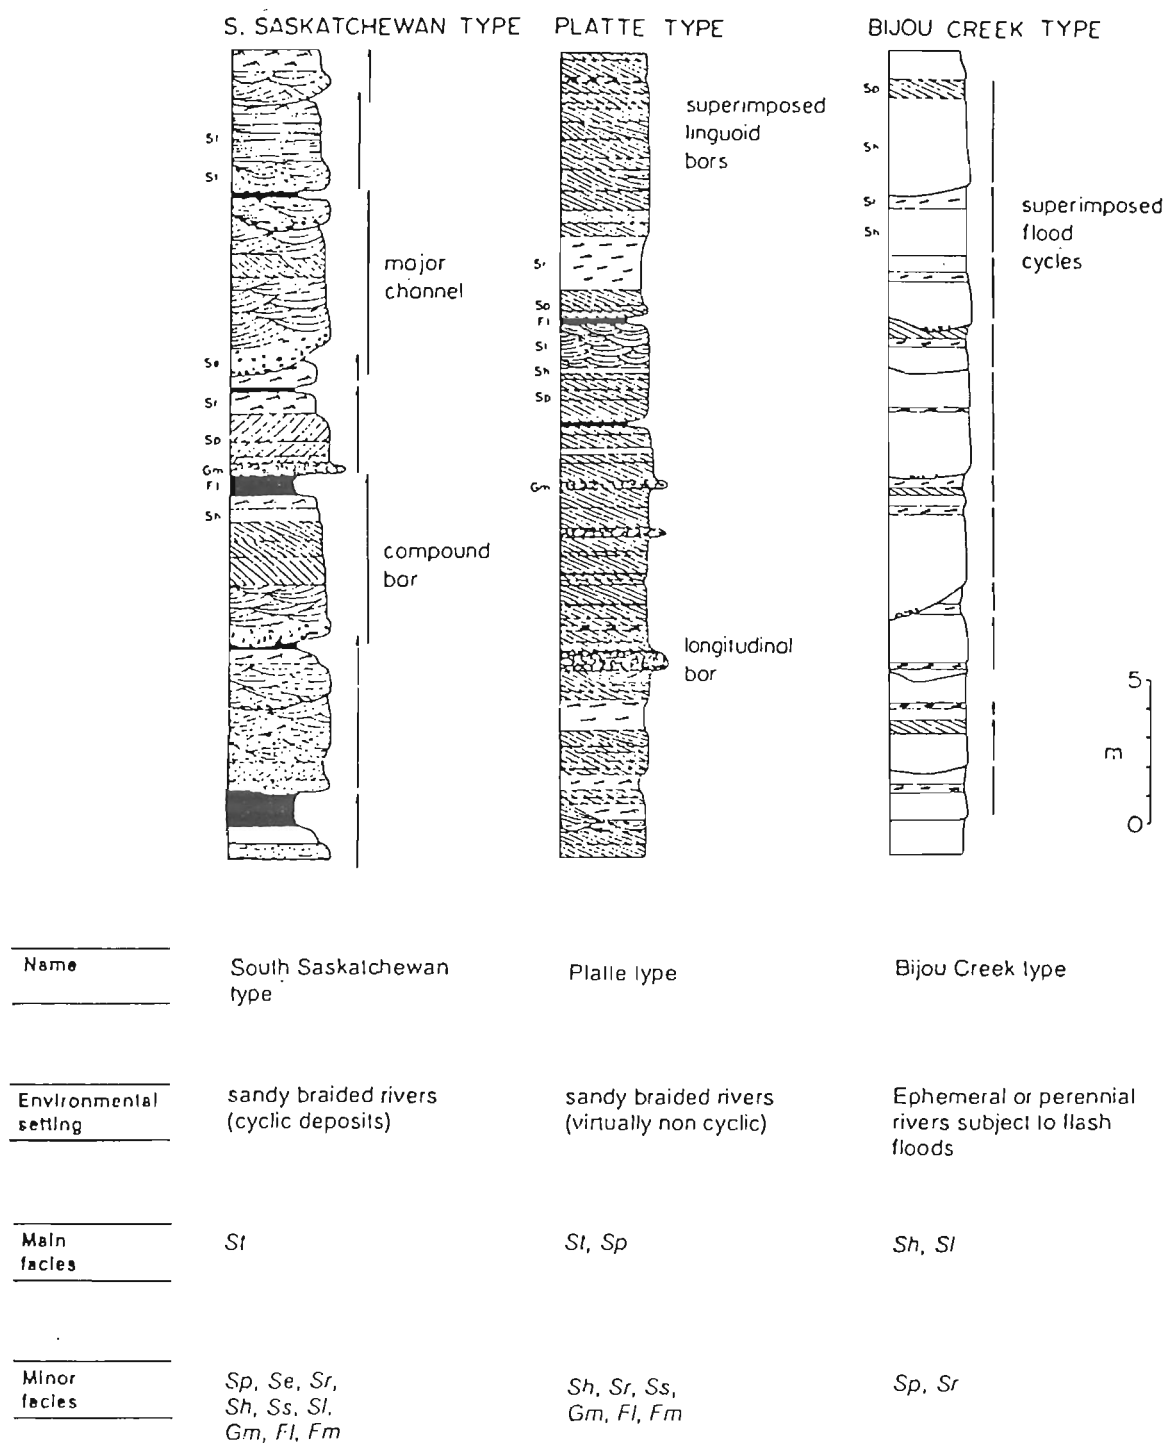 S. SASKATCHEWAN TYPE
PLATTE TYPE
BIJOU CREEK TYPE
Sl
St
major
channel
Se
Sr
Sp
Gm
Fl
Sh
compound
bar
superimposed
linguoid
bars
Sr
Sp
Fl
St
Sh
Sp
Gm
longitudinal
bar
Sp
Sh
Sr
Sh
superimposed
flood
cycles
5
m
0
Name
South Saskatchewan
type
Platte type
Bijou Creek type
Environmental
setting
sandy braided rivers
(cyclic deposits)
sandy braided rivers
(virtually non cyclic)
Ephemeral or perennial
rivers subject to flash
floods
Main
facies
St
St, Sp
Sh, Sl
Minor
facies
Sp, Se, Sr,
Sh, Ss, Sl,
Gm, Fl, Fm
Sh, Sr, Ss,
Gm, Fl, Fm
Sp, Sr